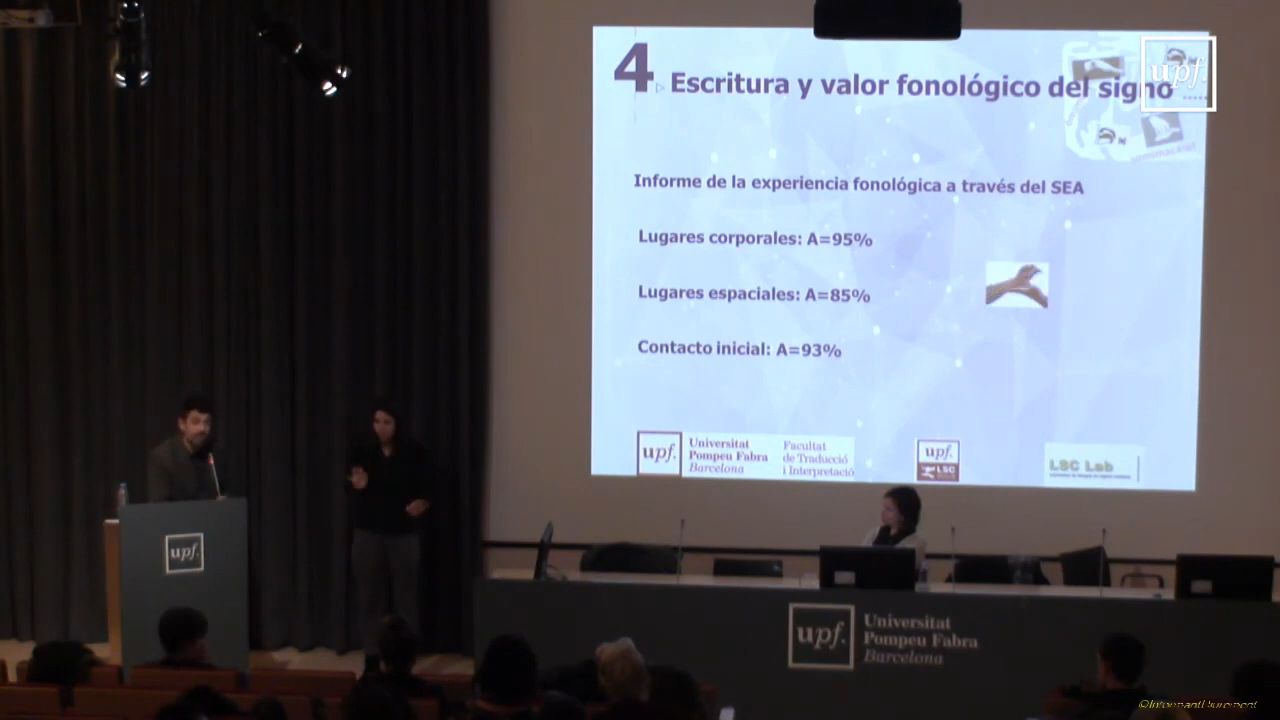 4 Escritura y valor fonológico del signo
upf.
Informe de la experiencia fonológica a través del SEA
Lugares corporales: A=95%
Lugares espaciales: A=85%
Contacto inicial: A=93%
upf.
Universitat
Pompeu Fabra
Barcelona
Facultat
de Traducció
i Interpretació
upf.
LSC
LSC Lab
upf.
upf.
Universitat
Pompeu Fabra
Barcelona